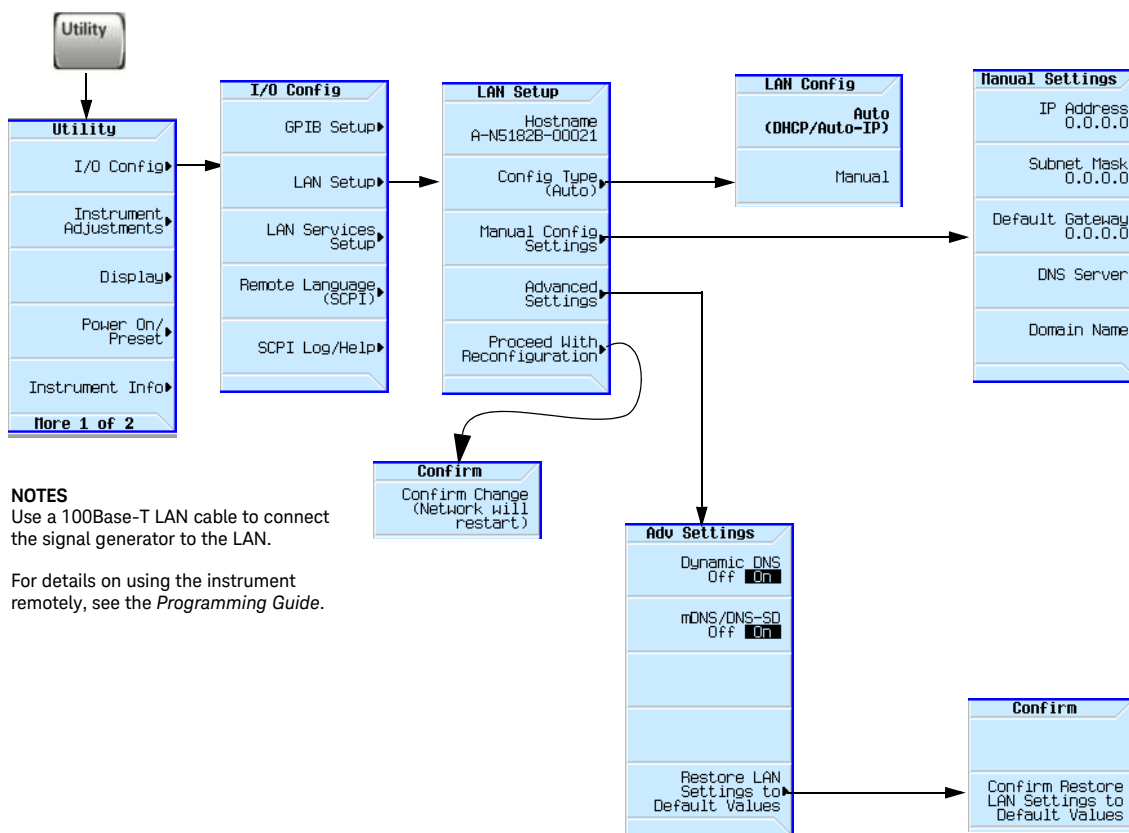 Utility
Utility
I/O Config
Instrument
Adjustments
Display
Power On/
Preset
Instrument Info
More 1 of 2
I/O Config
GPIB Setup
LAN Setup
LAN Services
Setup
Remote Language
(SCPI)
SCPI Log/Help
LAN Setup
Hostname
A-N5182B-00021
Config Type
(Auto)
Manual Config
Settings
Advanced
Settings
Proceed With
Reconfiguration
LAN Config
Auto
(DHCP/Auto-IP)
Manual
Manual Settings
IP Address
0.0.0.0
Subnet Mask
0.0.0.0
Default Gateway
0.0.0.0
DNS Server
Domain Name
Confirm
Confirm Change
(Network will
restart)
NOTES
Use a 100Base-T LAN cable to connect
the signal generator to the LAN.
For details on using the instrument
remotely, see the Programming Guide.
Adv Settings
Dynamic DNS
Off On
mDNS/DNS-SD
Off On
Restore LAN
Settings to
Default Values
Confirm
Confirm Restore
LAN Settings to
Default Values